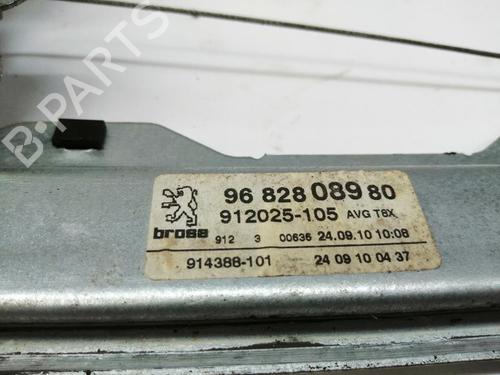 B-PARTS
96 828 089 80
912025-105 AVG T6X
brose
912 3 00636 24.09.10 10:08
914388-101 24 09 10 04 37